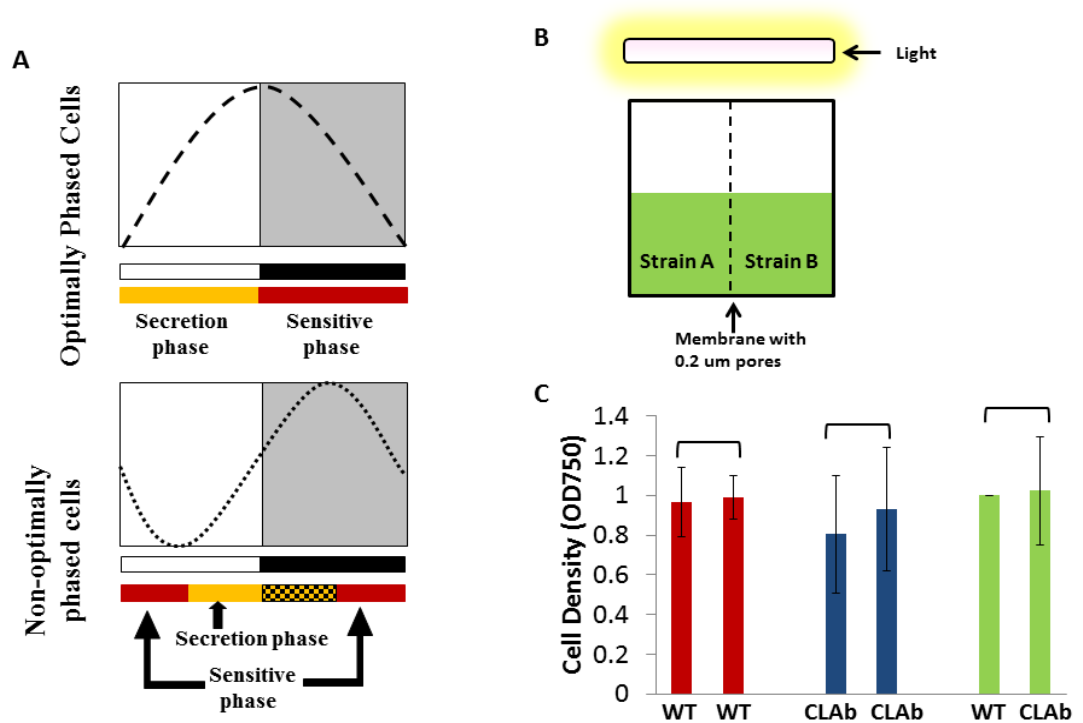 A
Optimally Phased Cells
Secretion
phase
Sensitive
phase
Non-optimally
phased cells
Secretion phase
Sensitive
phase
B
Light
Strain A
Strain B
Membrane with
0.2 um pores
C
Cell Density (OD750)
1.4
1.2
1
0.8
0.6
0.4
0.2
0
WT WT CLAb CLAb WT CLAb